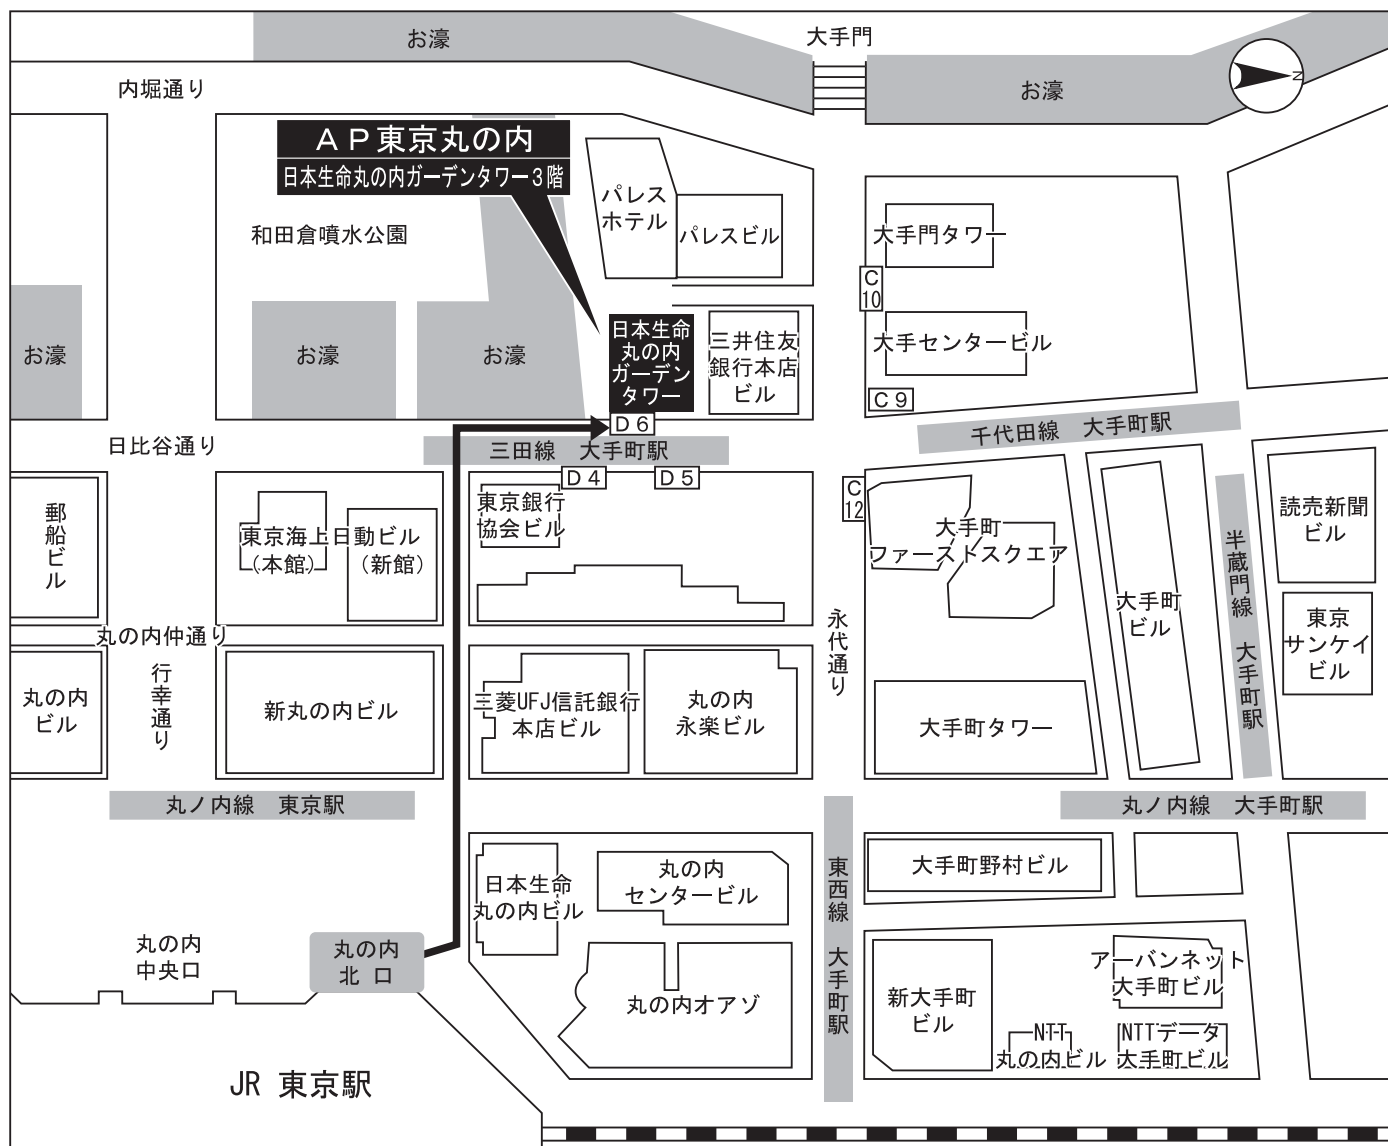 お濠
大手門
内堀通り
お濠
N
AP東京丸の内
日本生命丸の内ガーデンタワー3階
パレス
ホテル
パレスビル
和田倉噴水公園
大手門タワー
C
10
お濠
お濠
お濠
日本生命
丸の内
ガーデン
タワー
三井住友
銀行本店
ビル
大手センタービル
C9
D6
日比谷通り
三田線 大手町駅
千代田線 大手町駅
D4
D5
C
12
郵船ビル
東京海上日動ビル
(本館)
(新館)
東京銀行
協会ビル
大手町
ファーストスクエア
大手町
ビル
半蔵門線 大手町駅
読売新聞
ビル
東京
サンケイ
ビル
丸の内仲通り
行幸通り
永代通り
丸の内
ビル
新丸の内ビル
三菱UFJ信託銀行
本店ビル
丸の内
永楽ビル
大手町タワー
丸ノ内線 東京駅
丸ノ内線 大手町駅
日本生命
丸の内ビル
丸の内
センタービル
東西線 大手町駅
大手町野村ビル
丸の内
中央口
丸の内
北口
丸の内オアゾ
新大手町
ビル
アーバンネット
大手町ビル
NTT
丸の内ビル
NTTデータ
大手町ビル
JR 東京駅